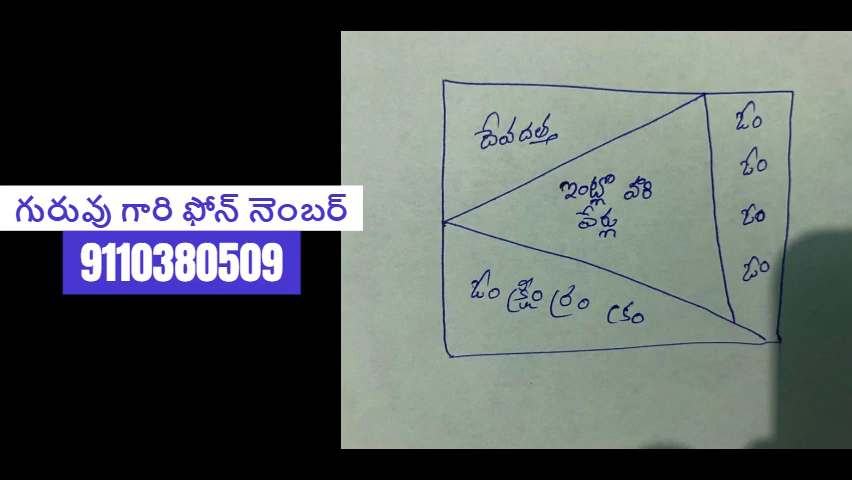 గురువు గారి ఫోన్ నెంబర్
9110380509
దేవదత్త
ఇంట్లో వారి
పేర్లు
ఓం
ఓం
ఓం
ఓం
ఓం క్షీం